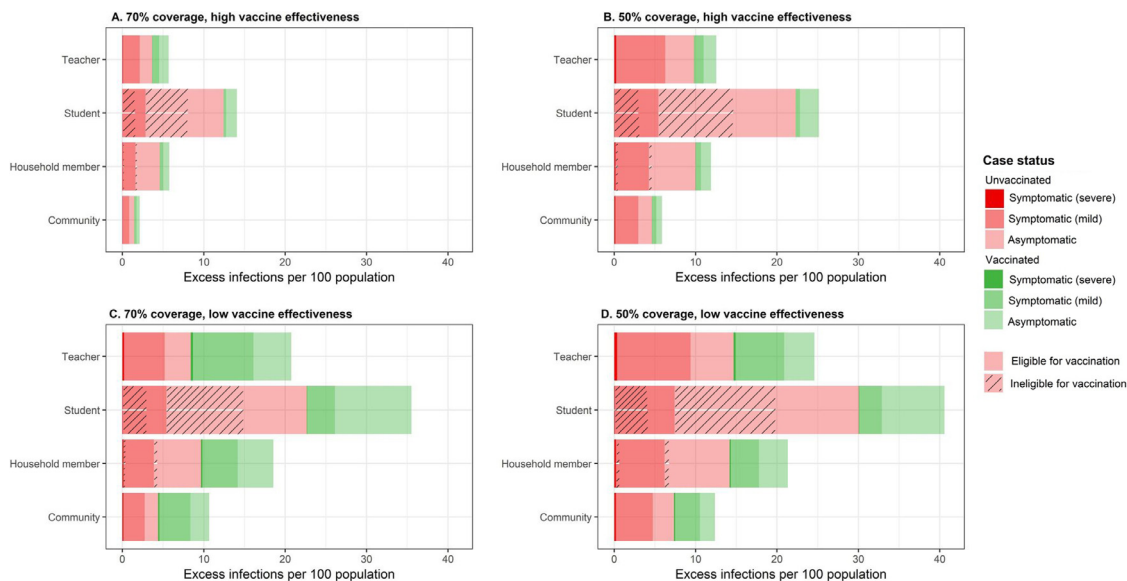 A. 70% coverage, high vaccine effectiveness
Teacher
Student
Household member
Community
0 10 20 30 40
Excess infections per 100 population
B. 50% coverage, high vaccine effectiveness
Teacher
Student
Household member
Community
0 10 20 30 40
Excess infections per 100 population
C. 70% coverage, low vaccine effectiveness
Teacher
Student
Household member
Community
0 10 20 30 40
Excess infections per 100 population
D. 50% coverage, low vaccine effectiveness
Teacher
Student
Household member
Community
0 10 20 30 40
Excess infections per 100 population
Case status
Unvaccinated
Symptomatic (severe)
Symptomatic (mild)
Asymptomatic
Vaccinated
Symptomatic (severe)
Symptomatic (mild)
Asymptomatic
Eligible for vaccination
Ineligible for vaccination